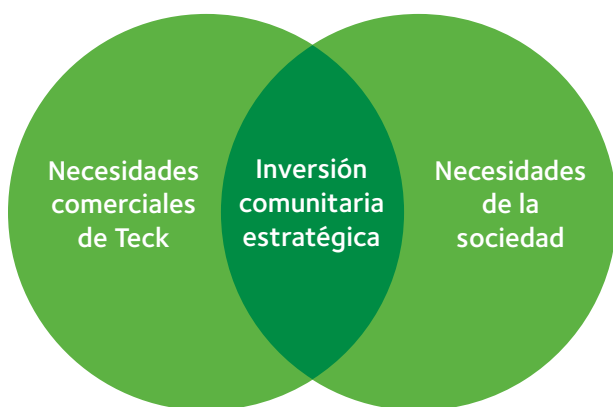 Necesidades
comerciales
de Teck
Inversión
comunitaria
estratégica
Necesidades
de la
sociedad